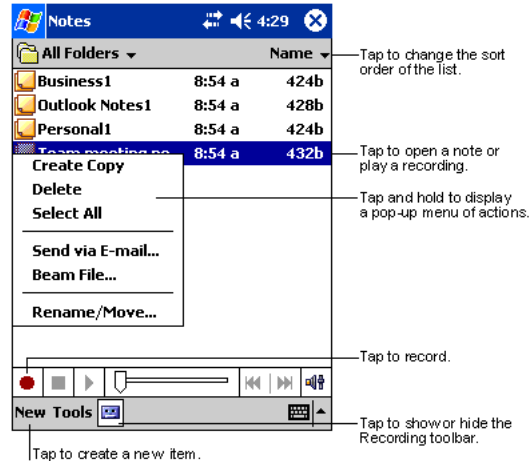 Notes 4:29
All Folders Name
Tap to change the sort
order of the list.
Business1 8:54 a 424b
Outlook Notes1 8:54 a 428b
Personal1 8:54 a 424b
Team meeting no 8:54 a 432b
Tap to open a note or
play a recording.
Create Copy
Delete
Select All
Tap and hold to display
a pop-up menu of actions.
Send via E-mail...
Beam File...
Rename/Move...
Tap to record.
New Tools
Tap to show or hide the
Recording toolbar.
Tap to create a new item.